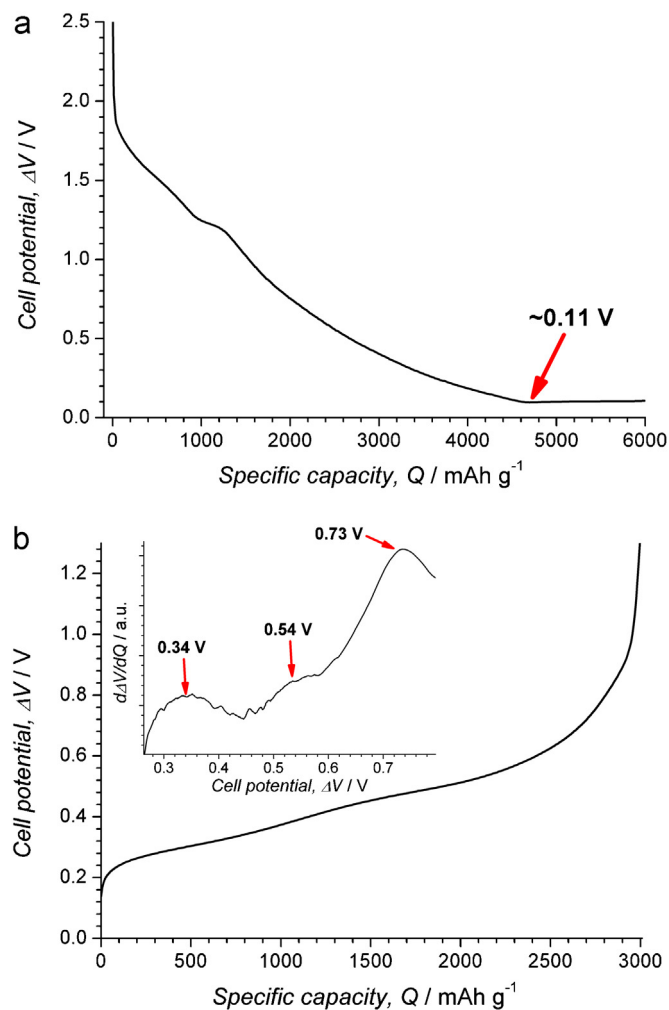 a
2.5
2.0
1.5
1.0
0.5
0.0
Cell potential, ΔV / V
~0.11 V
0 1000 2000 3000 4000 5000 6000
Specific capacity, Q / mAh g⁻¹
b
1.2
1.0
0.8
0.6
0.4
0.2
0.0
Cell potential, ΔV / V
0.73 V
0.54 V
0.34 V
dΔV/dQ / a.u.
0.3 0.4 0.5 0.6 0.7
Cell potential, ΔV / V
0 500 1000 1500 2000 2500 3000
Specific capacity, Q / mAh g⁻¹